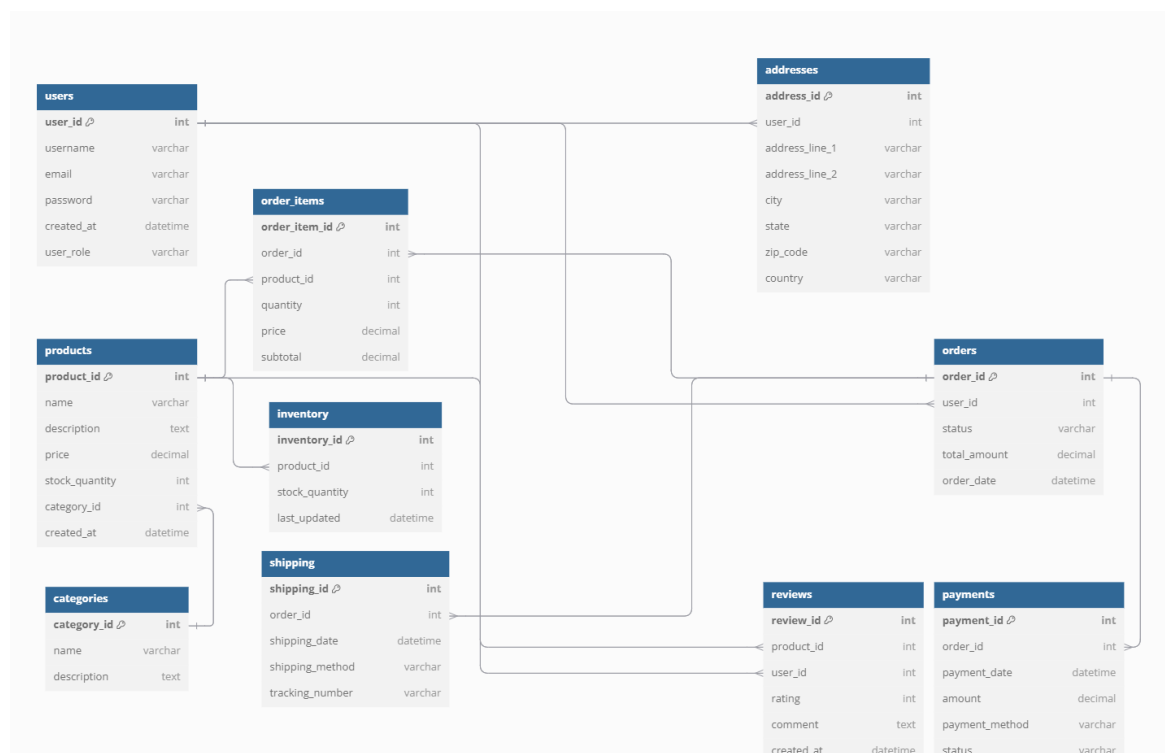 users
user_id int
username varchar
email varchar
password varchar
created_at datetime
user_role varchar
addresses
address_id int
user_id int
address_line_1 varchar
address_line_2 varchar
city varchar
state varchar
zip_code varchar
country varchar
order_items
order_item_id int
order_id int
product_id int
quantity int
price decimal
subtotal decimal
products
product_id int
name varchar
description text
price decimal
stock_quantity int
category_id int
created_at datetime
inventory
inventory_id int
product_id int
stock_quantity int
last_updated datetime
orders
order_id int
user_id int
status varchar
total_amount decimal
order_date datetime
categories
category_id int
name varchar
description text
shipping
shipping_id int
order_id int
shipping_date datetime
shipping_method varchar
tracking_number varchar
reviews
review_id int
product_id int
user_id int
rating int
comment text
created_at datetime
payments
payment_id int
order_id int
payment_date datetime
amount decimal
payment_method varchar
status varchar